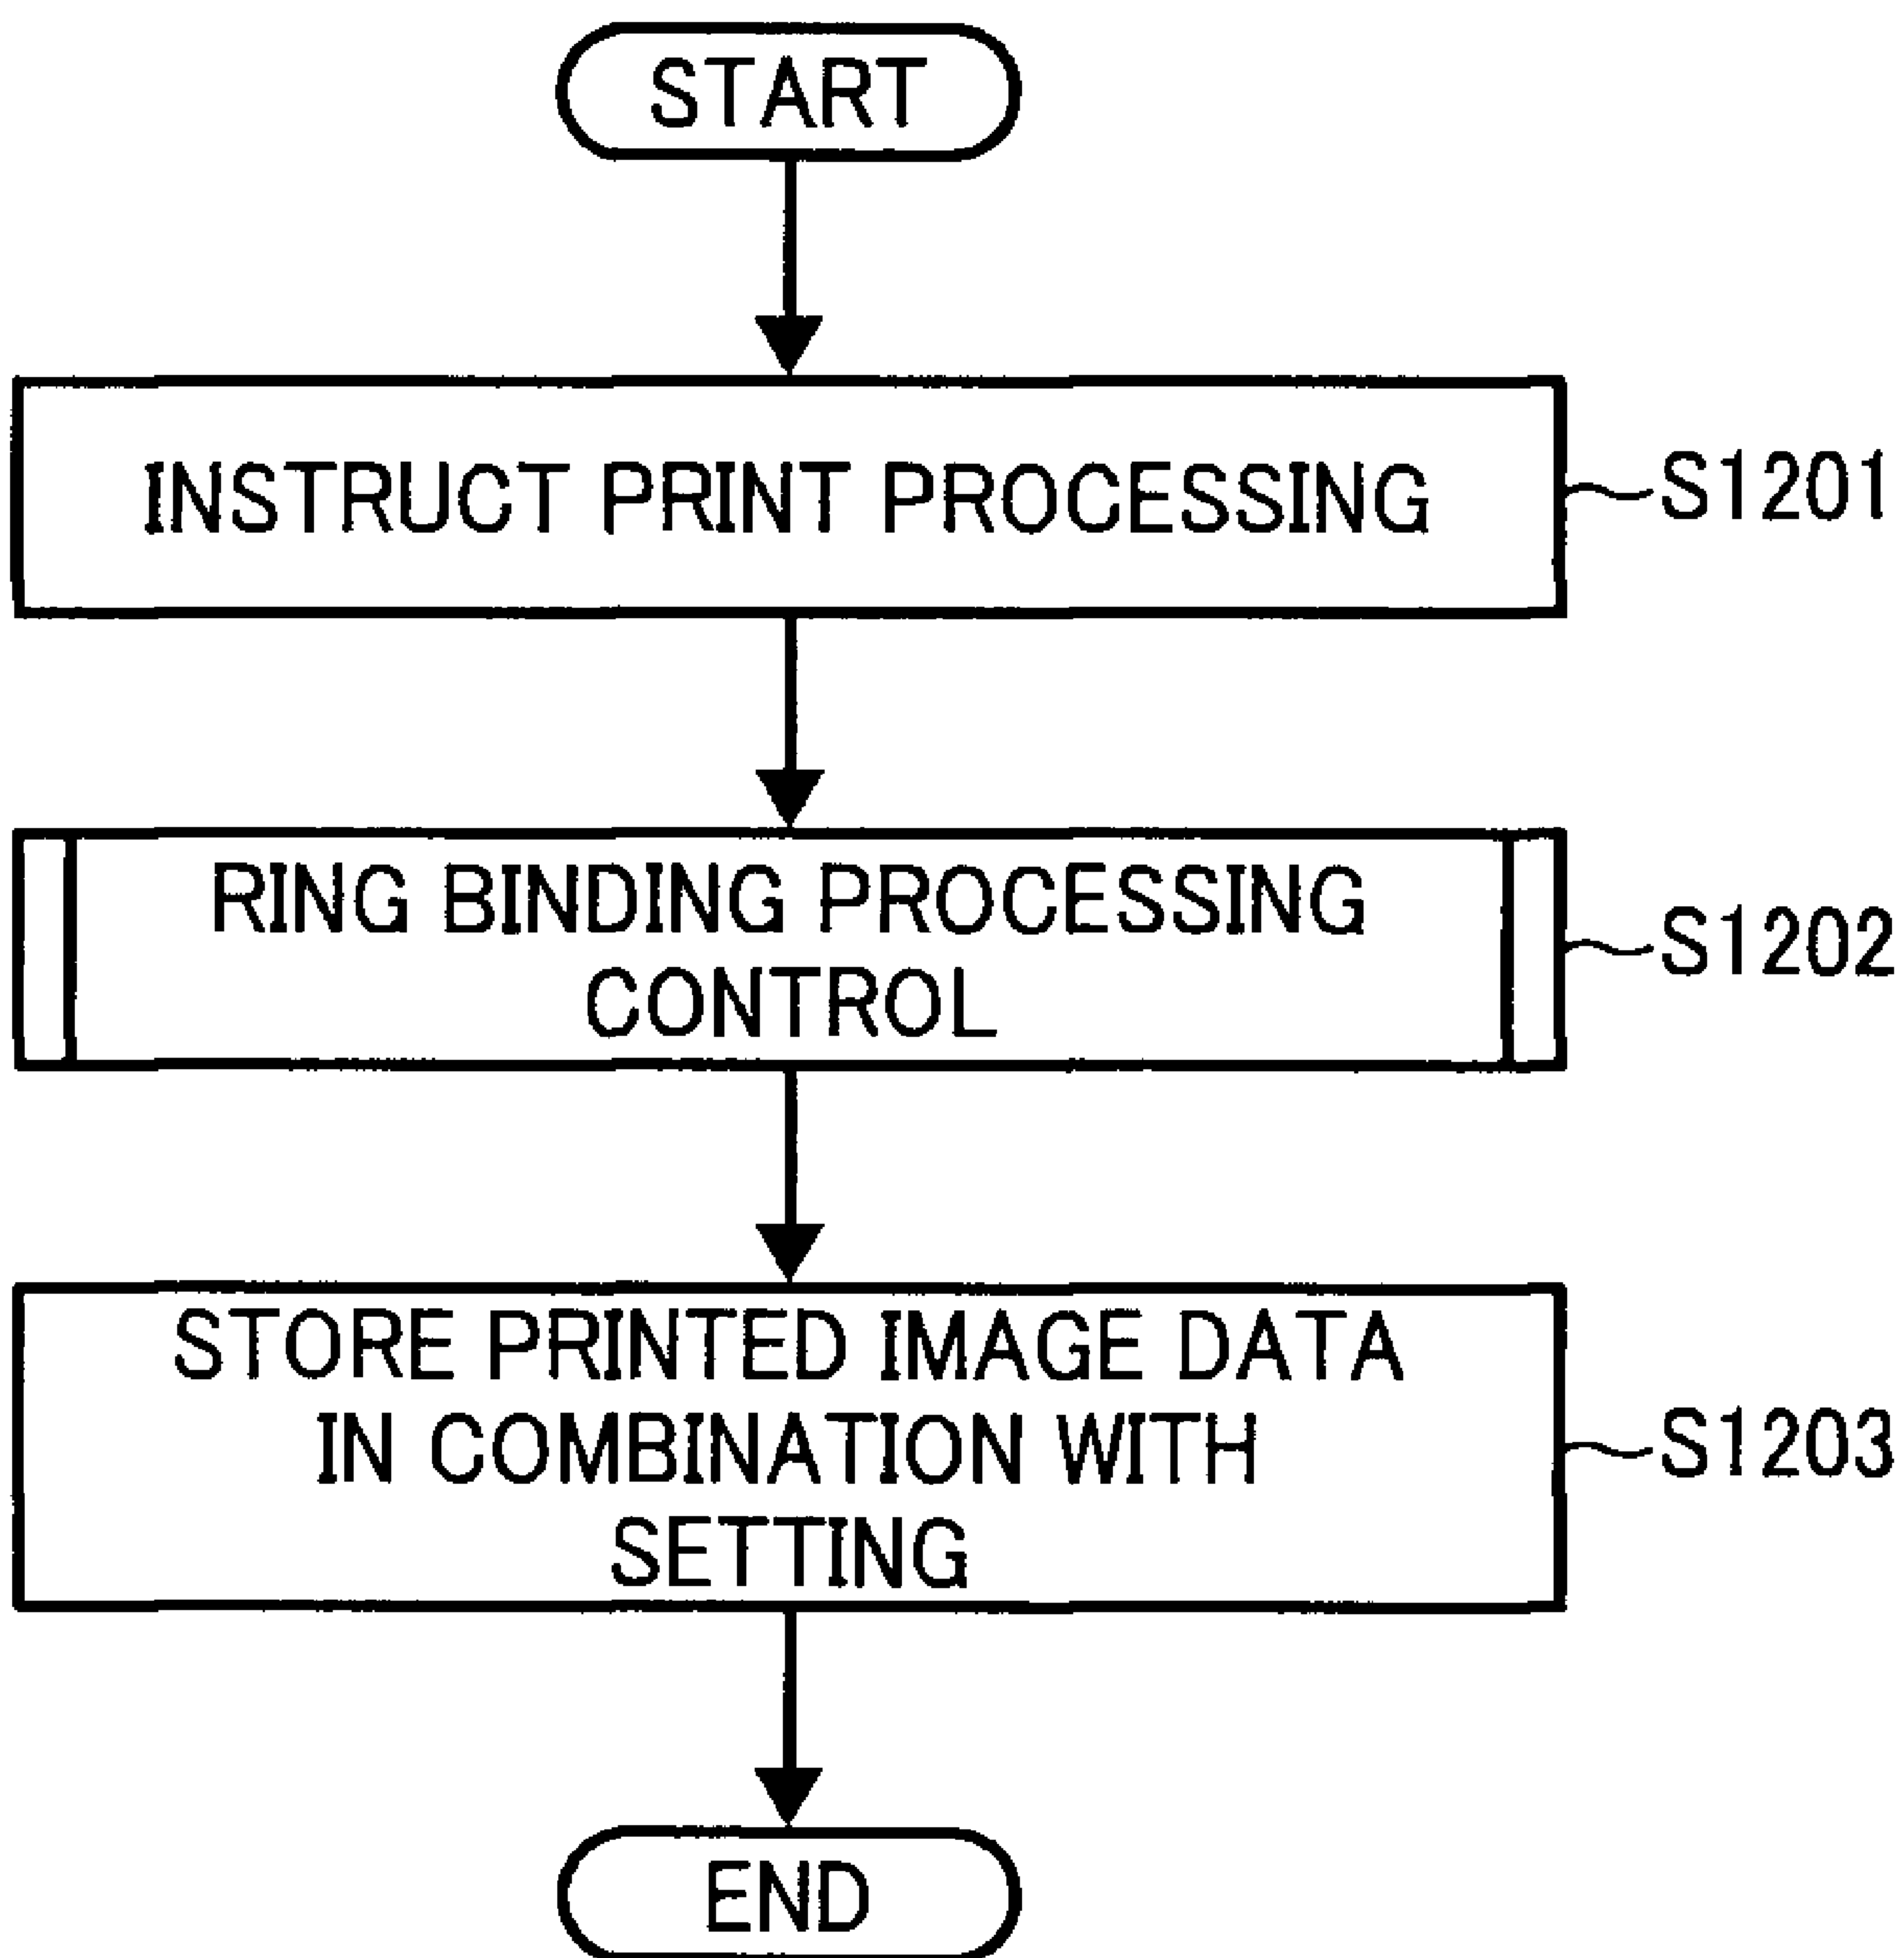 START
INSTRUCT PRINT PROCESSING
S1201
RING BINDING PROCESSING
CONTROL
S1202
STORE PRINTED IMAGE DATA
IN COMBINATION WITH
SETTING
S1203
END